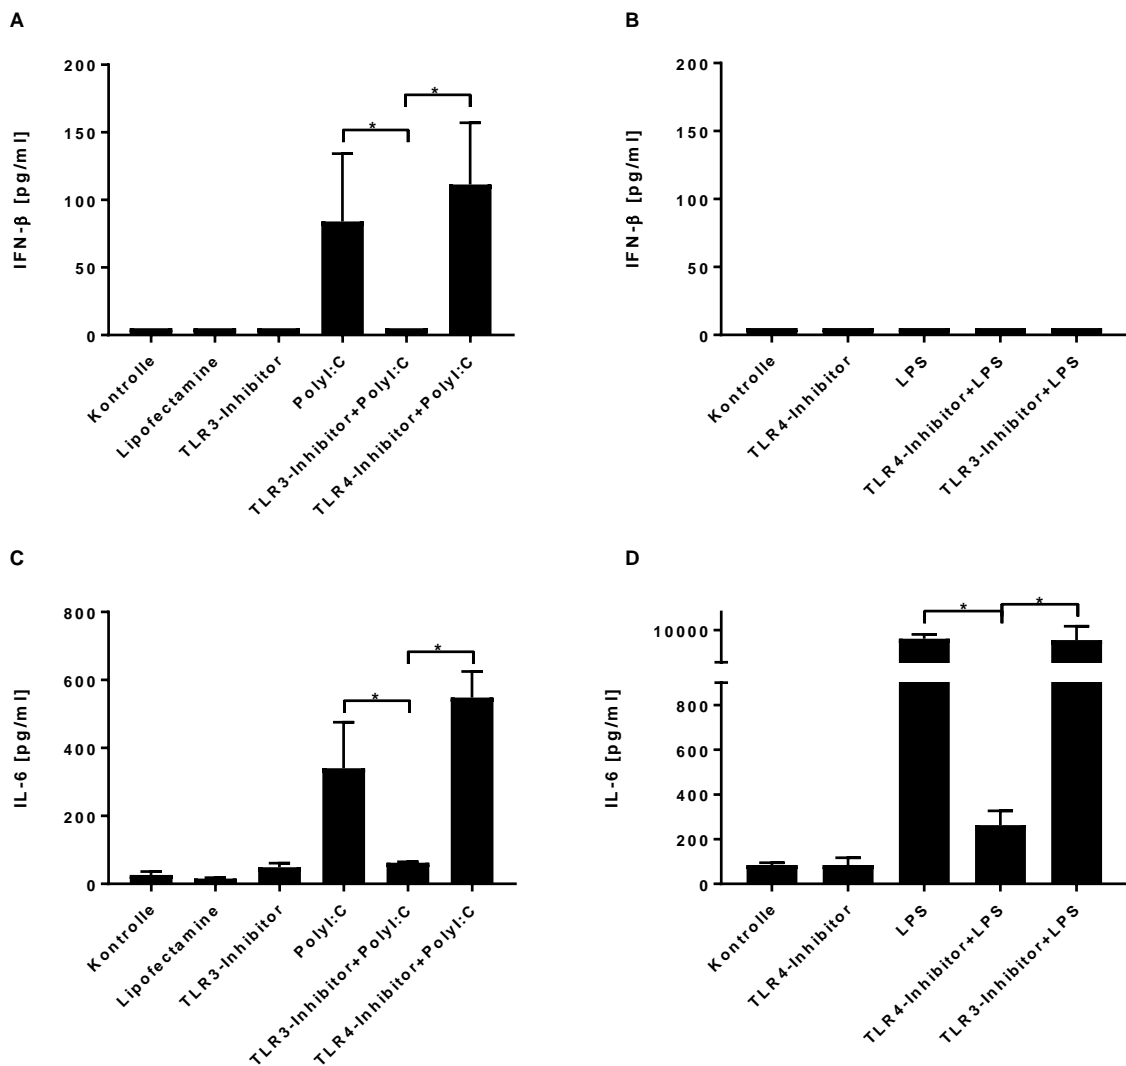 A
IFN-β [pg/ml]
200
150
100
50
0
*
*
Kontrolle
Lipofectamine
TLR3-Inhibitor
PolyI:C
TLR3-Inhibitor+PolyI:C
TLR4-Inhibitor+PolyI:C
B
IFN-β [pg/ml]
200
150
100
50
0
Kontrolle
TLR4-Inhibitor
LPS
TLR4-Inhibitor+LPS
TLR3-Inhibitor+LPS
C
IL-6 [pg/ml]
800
600
400
200
0
*
*
Kontrolle
Lipofectamine
TLR3-Inhibitor
PolyI:C
TLR3-Inhibitor+PolyI:C
TLR4-Inhibitor+PolyI:C
D
IL-6 [pg/ml]
10000
800
600
400
200
0
*
*
Kontrolle
TLR4-Inhibitor
LPS
TLR4-Inhibitor+LPS
TLR3-Inhibitor+LPS